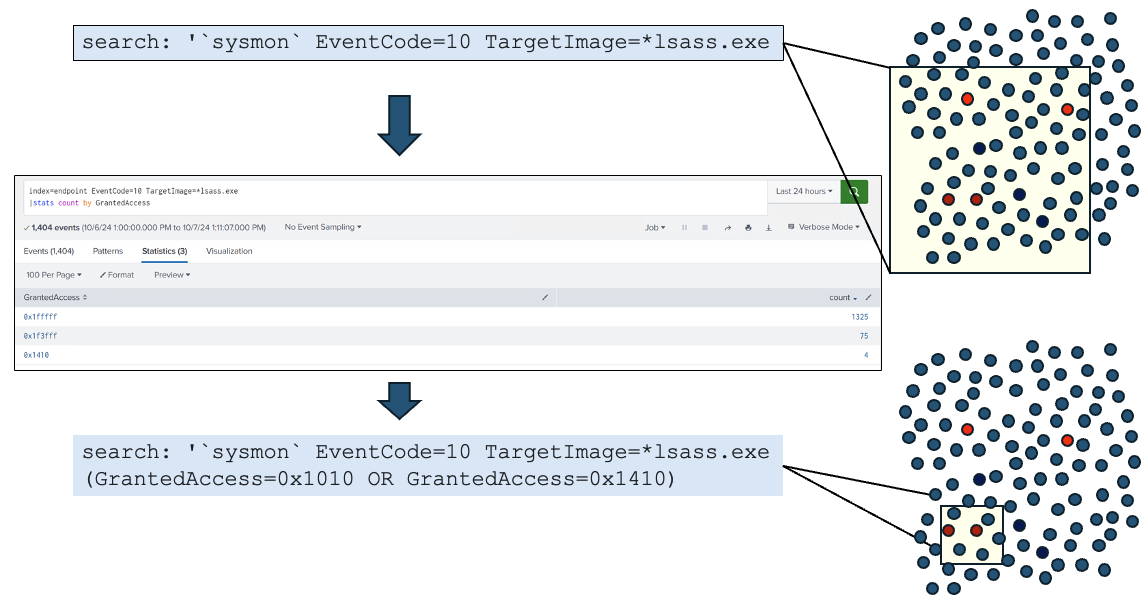 search: '`sysmon` EventCode=10 TargetImage=*lsass.exe
index=endpoint EventCode=10 TargetImage=*lsass.exe
|stats count by GrantedAccess
Last 24 hours
✓ 1,404 events (10/6/24 1:00:00.000 PM to 10/7/24 1:11:07.000 PM)
No Event Sampling
Job
Verbose Mode
Events (1,404)
Patterns
Statistics (3)
Visualization
100 Per Page
Format
Preview
GrantedAccess
count
0x1fffff
1325
0x1f3fff
75
0x1410
4
search: '`sysmon` EventCode=10 TargetImage=*lsass.exe
(GrantedAccess=0x1010 OR GrantedAccess=0x1410)